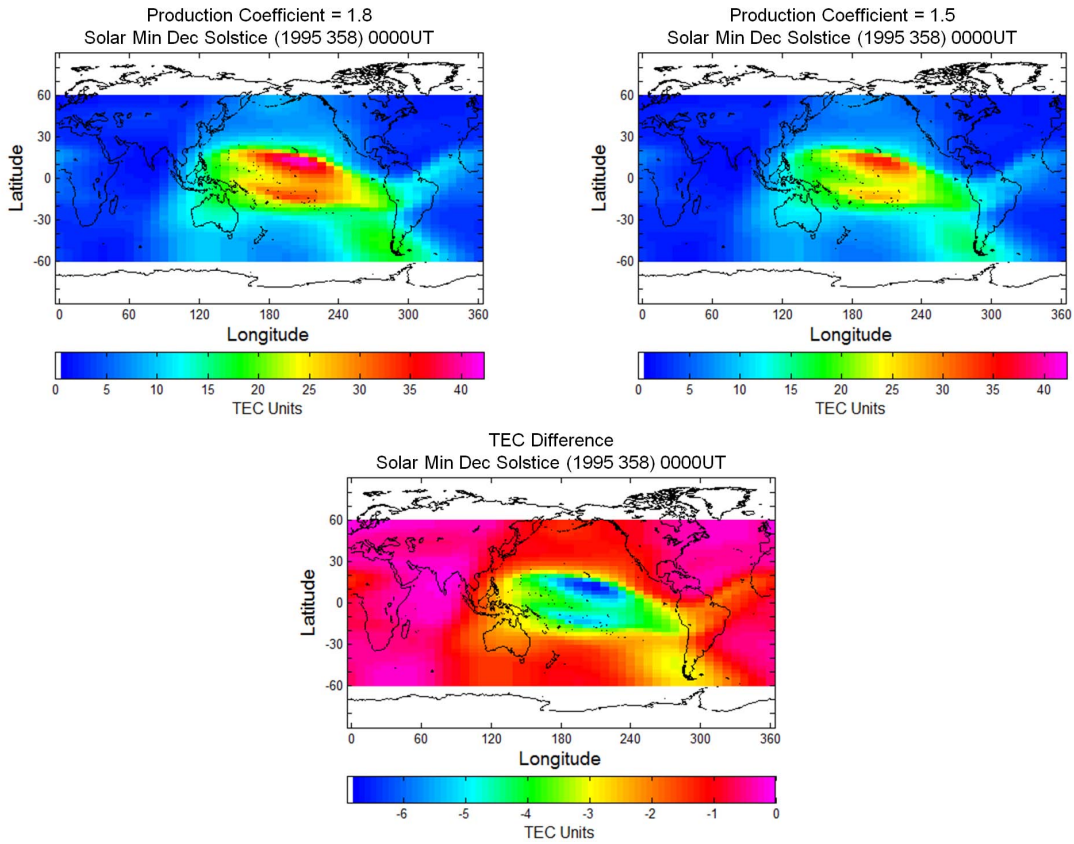 Production Coefficient = 1.8
Solar Min Dec Solstice (1995 358) 0000UT
60
30
0
-30
-60
Latitude
0 60 120 180 240 300 360
Longitude
0 5 10 15 20 25 30 35 40
TEC Units
Production Coefficient = 1.5
Solar Min Dec Solstice (1995 358) 0000UT
60
30
0
-30
-60
Latitude
0 60 120 180 240 300 360
Longitude
0 5 10 15 20 25 30 35 40
TEC Units
TEC Difference
Solar Min Dec Solstice (1995 358) 0000UT
60
30
0
-30
-60
Latitude
0 60 120 180 240 300 360
Longitude
-6 -5 -4 -3 -2 -1 0
TEC Units